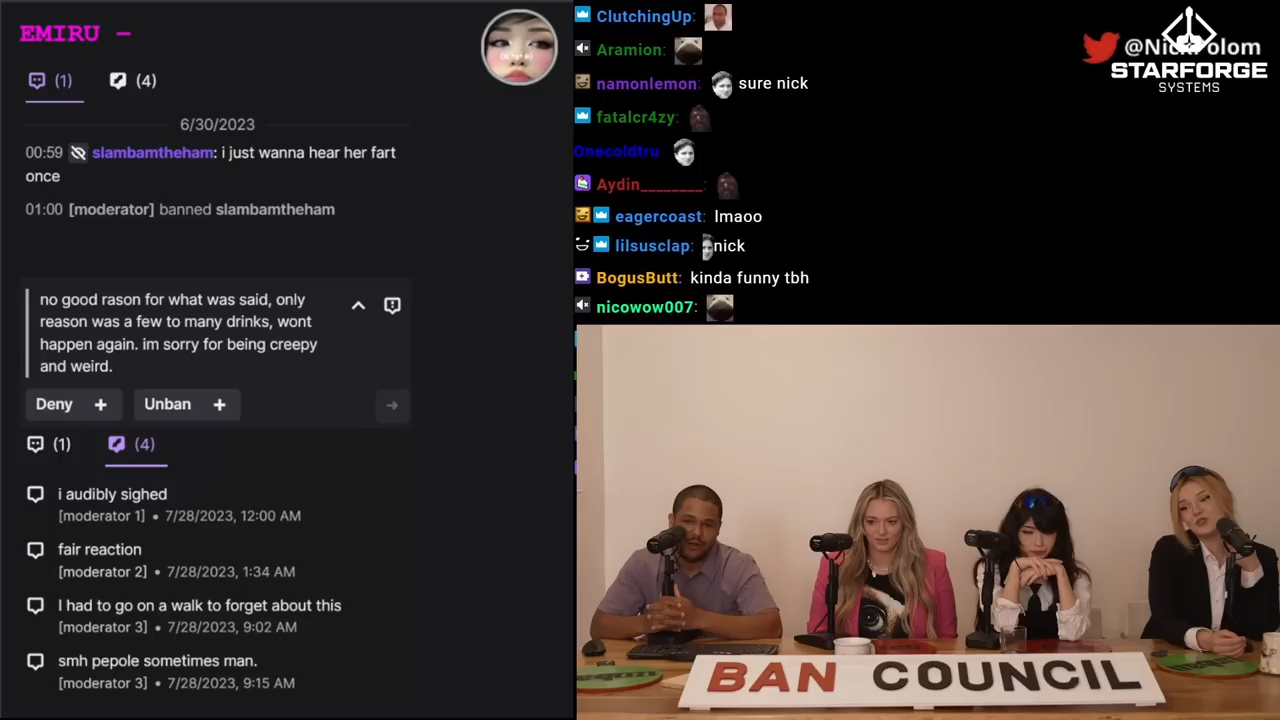 EMIRU –
(1) (4)
6/30/2023
00:59 slambamtheham: i just wanna hear her fart
once
01:00 [moderator] banned slambamtheham
no good rason for what was said, only
reason was a few to many drinks, wont
happen again. im sorry for being creepy
and weird.
Deny + Unban +
(1) (4)
i audibly sighed
[moderator 1] • 7/28/2023, 12:00 AM
fair reaction
[moderator 2] • 7/28/2023, 1:34 AM
I had to go on a walk to forget about this
[moderator 3] • 7/28/2023, 9:02 AM
smh pepole sometimes man.
[moderator 3] • 7/28/2023, 9:15 AM
ClutchingUp:
Aramion:
namonlemon: sure nick
fatalcr4zy:
Onecoldtru
Aydin________:
eagercoast: lmaoo
lilsusclap: nick
BogusButt: kinda funny tbh
nicowow007:
STARFORGE
SYSTEMS
BAN COUNCIL